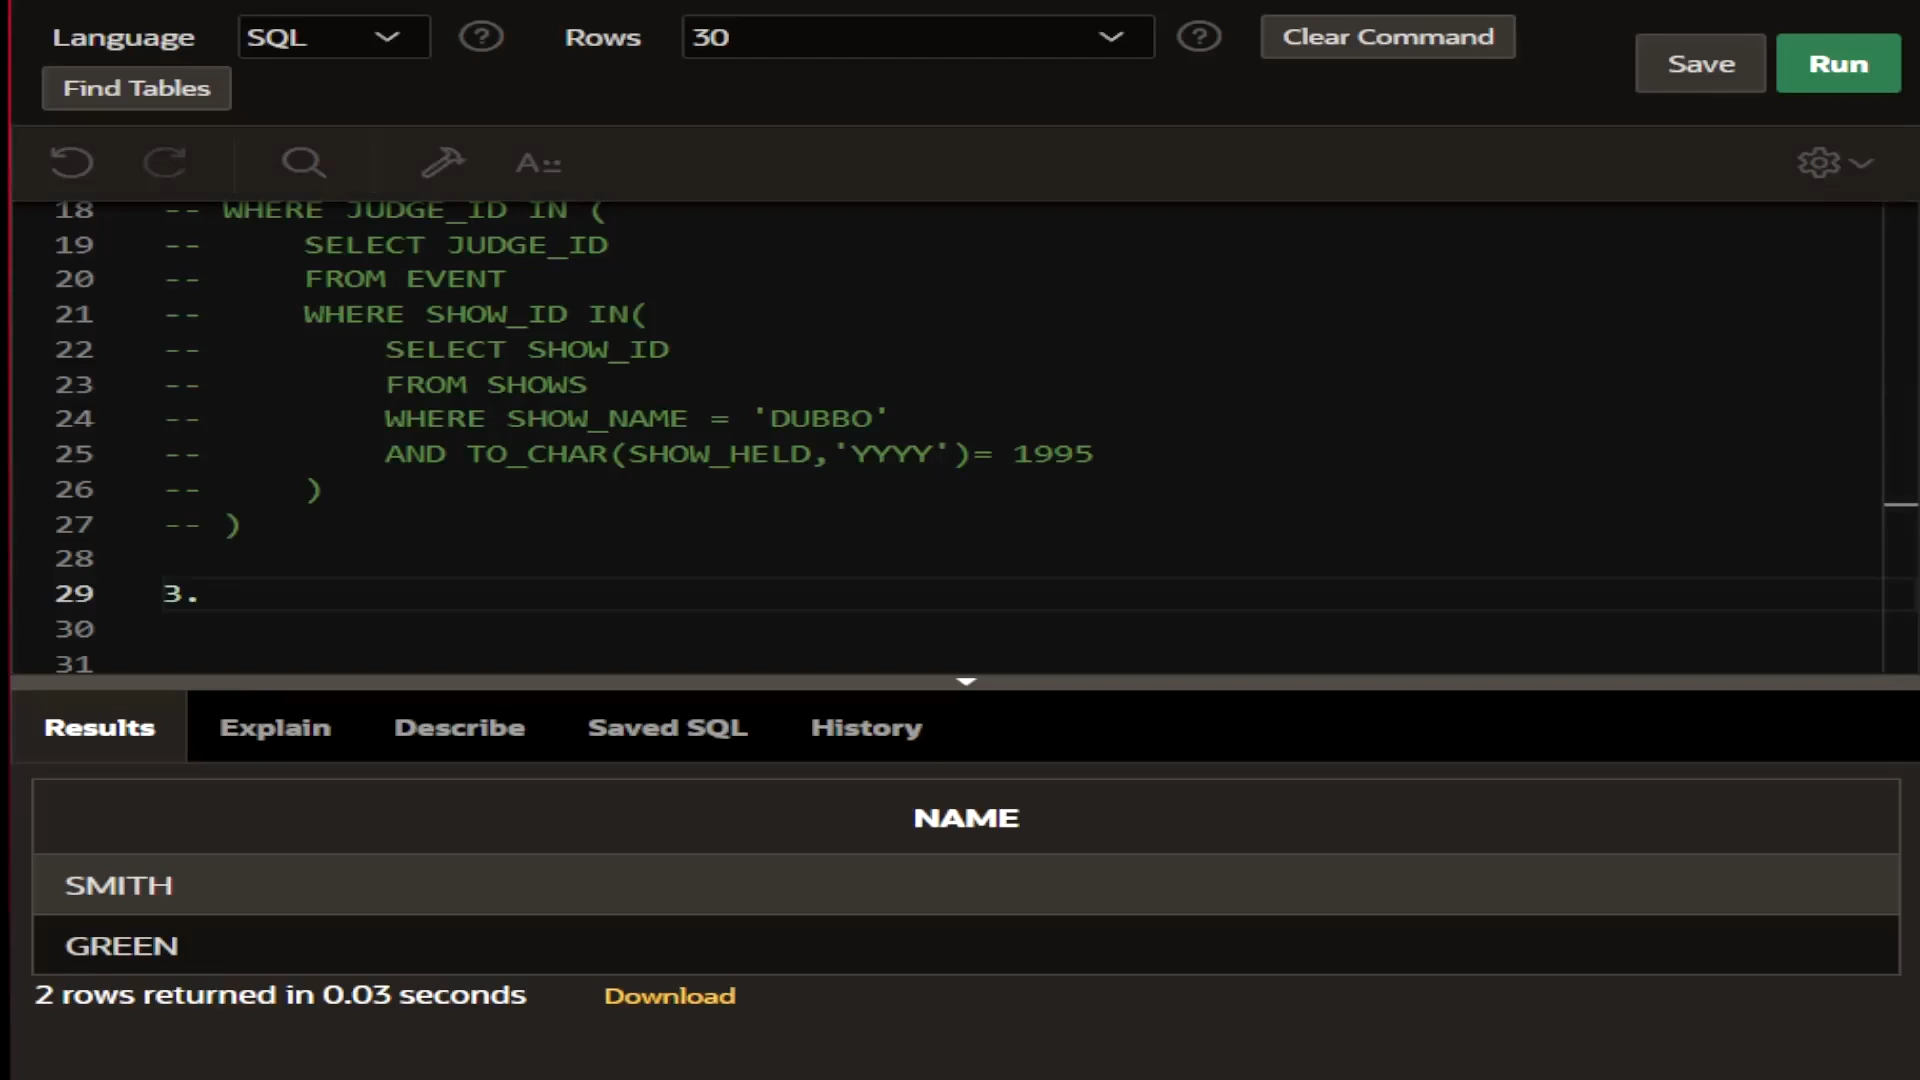 Language SQL Rows 30 Clear Command Save Run
Find Tables
A
18 -- WHERE JUDGE_ID IN (
19 -- SELECT JUDGE_ID
20 -- FROM EVENT
21 -- WHERE SHOW_ID IN(
22 -- SELECT SHOW_ID
23 -- FROM SHOWS
24 -- WHERE SHOW_NAME = 'DUBBO'
25 -- AND TO_CHAR(SHOW_HELD,'YYYY')= 1995
26 -- )
27 -- )
28
29 3.
30
31
Results Explain Describe Saved SQL History
NAME
SMITH
GREEN
2 rows returned in 0.03 seconds Download